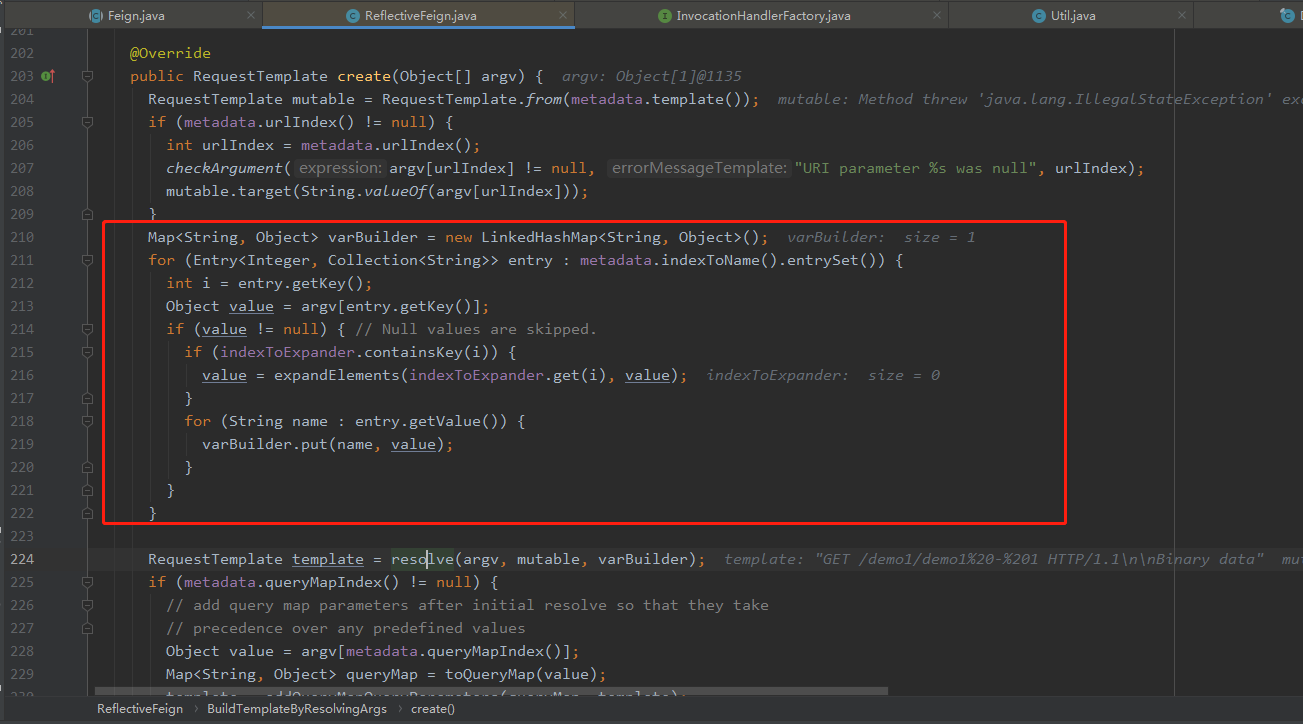 Feign.java ReflectiveFeign.java InvocationHandlerFactory.java Util.java
201
202 @Override
203 public RequestTemplate create(Object[] argv) { argv: Object[1]@1135
204 RequestTemplate mutable = RequestTemplate.from(metadata.template()); mutable: Method threw 'java.lang.IllegalStateException' exc
205 if (metadata.urlIndex() != null) {
206 int urlIndex = metadata.urlIndex();
207 checkArgument( expression: argv[urlIndex] != null, errorMessageTemplate: "URI parameter %s was null", urlIndex);
208 mutable.target(String.valueOf(argv[urlIndex]));
209 }
210 Map<String, Object> varBuilder = new LinkedHashMap<String, Object>(); varBuilder: size = 1
211 for (Entry<Integer, Collection<String>> entry : metadata.indexToName().entrySet()) {
212 int i = entry.getKey();
213 Object value = argv[entry.getKey()];
214 if (value != null) { // Null values are skipped.
215 if (indexToExpander.containsKey(i)) {
216 value = expandElements(indexToExpander.get(i), value); indexToExpander: size = 0
217 }
218 for (String name : entry.getValue()) {
219 varBuilder.put(name, value);
220 }
221 }
222 }
223
224 RequestTemplate template = resolve(argv, mutable, varBuilder); template: "GET /demo1/demo1%20-%201 HTTP/1.1\n\nBinary data" mu
225 if (metadata.queryMapIndex() != null) {
226 // add query map parameters after initial resolve so that they take
227 // precedence over any predefined values
228 Object value = argv[metadata.queryMapIndex()];
229 Map<String, Object> queryMap = toQueryMap(value);
ReflectiveFeign › BuildTemplateByResolvingArgs › create()